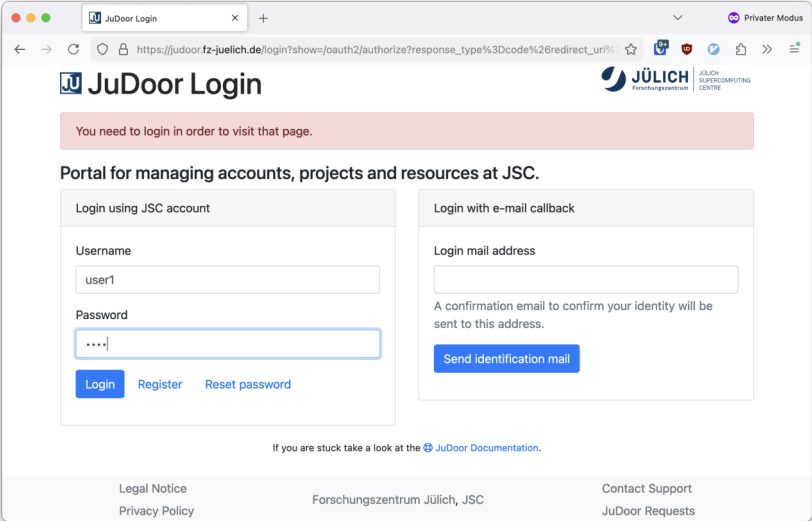 JuDoor Login
Privater Modus
https://judoor.fz-juelich.de/login?show=/oauth2/authorize?response_type%3Dcode%26redirect_uri%
9+
JU JuDoor Login
JÜLICH
Forschungszentrum
JÜLICH
SUPERCOMPUTING
CENTRE
You need to login in order to visit that page.
Portal for managing accounts, projects and resources at JSC.
Login using JSC account
Username
user1
Password
••••
Login
Register
Reset password
Login with e-mail callback
Login mail address
A confirmation email to confirm your identity will be
sent to this address.
Send identification mail
If you are stuck take a look at the JuDoor Documentation.
Legal Notice
Privacy Policy
Forschungszentrum Jülich, JSC
Contact Support
JuDoor Requests